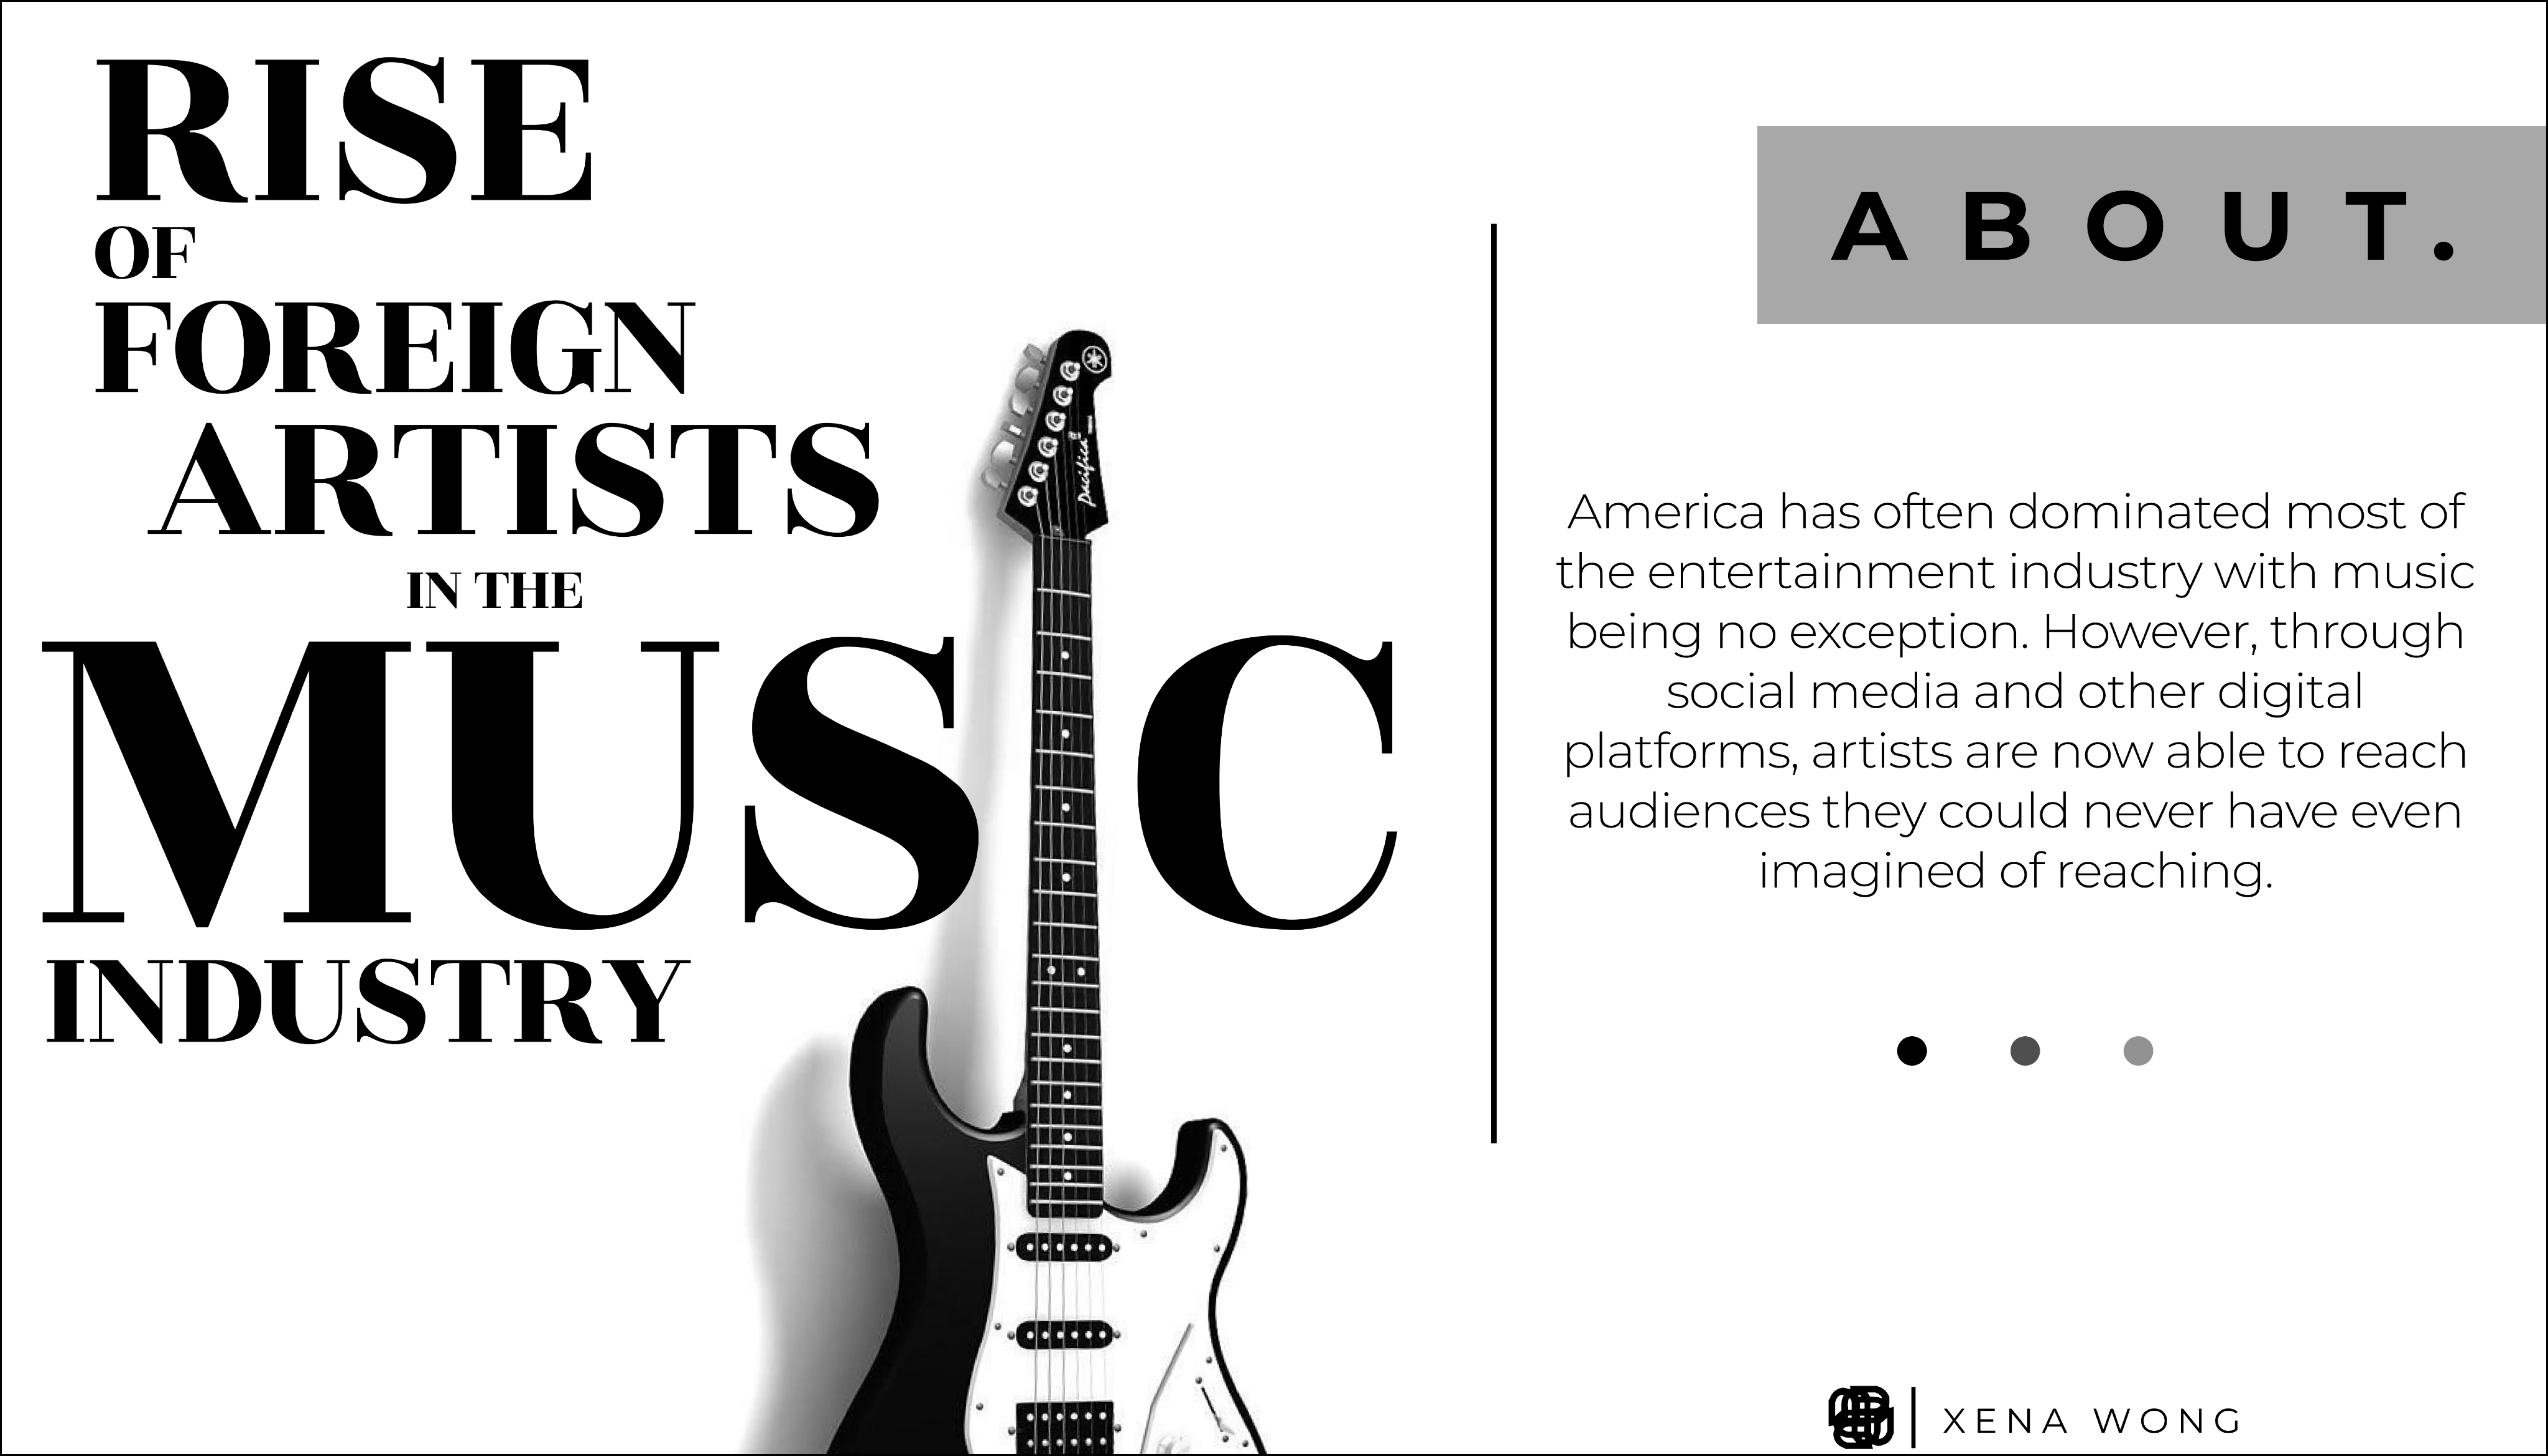 RISE
OF
FOREIGN
ARTISTS
IN THE
MUSIC
INDUSTRY
pacifica
ABOUT.
America has often dominated most of
the entertainment industry with music
being no exception. However, through
social media and other digital
platforms, artists are now able to reach
audiences they could never have even
imagined of reaching.
XENA WONG